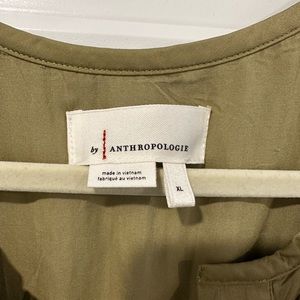 by ANTHROPOLOGIE
made in vietnam
fabriqué au vietnam
XL